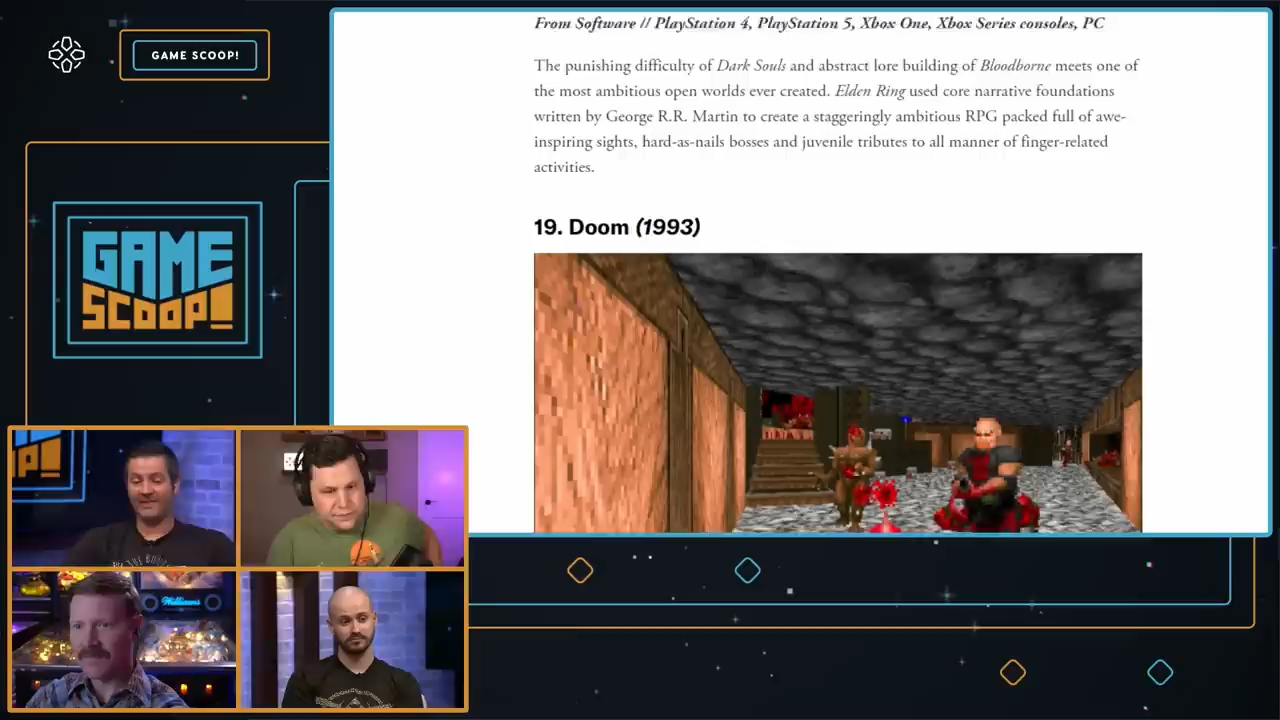 GAME SCOOP!
From Software // PlayStation 4, PlayStation 5, Xbox One, Xbox Series consoles, PC
The punishing difficulty of Dark Souls and abstract lore building of Bloodborne meets one of
the most ambitious open worlds ever created. Elden Ring used core narrative foundations
written by George R.R. Martin to create a staggeringly ambitious RPG packed full of awe-
inspiring sights, hard-as-nails bosses and juvenile tributes to all manner of finger-related
activities.
19. Doom (1993)
GAME
SCOOP!
P!
Williams